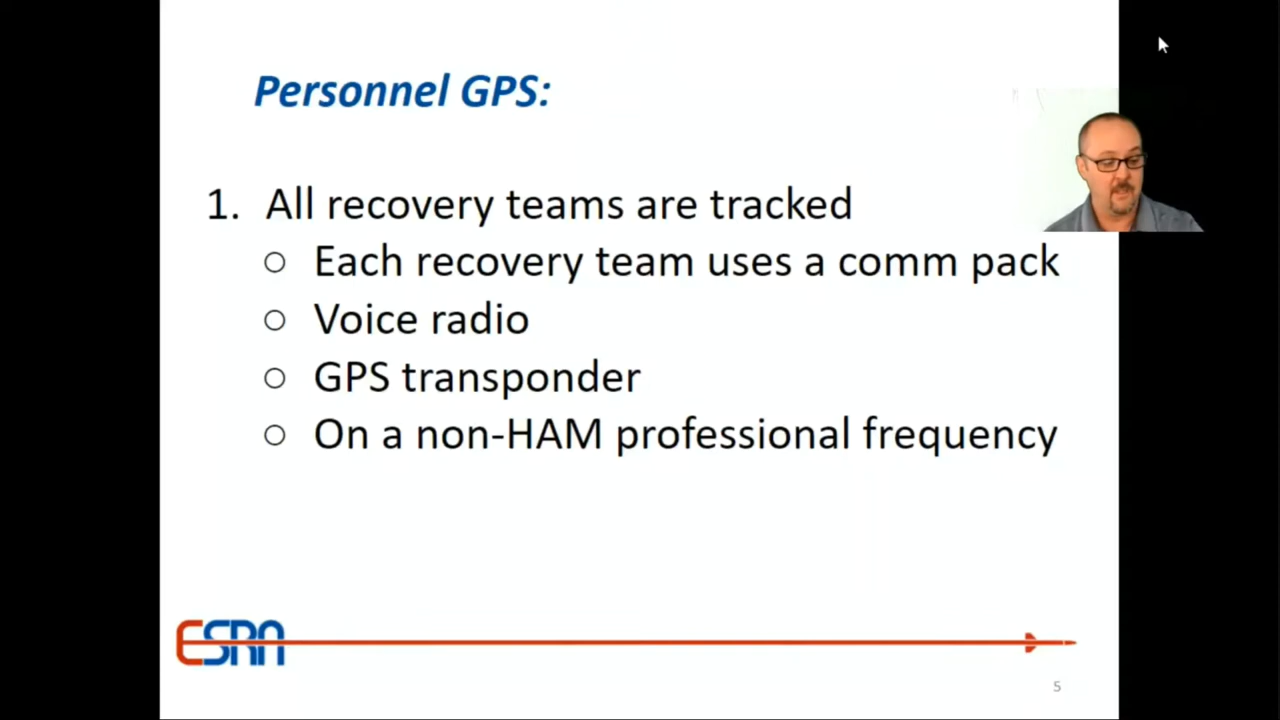 Personnel GPS:
1. All recovery teams are tracked
○ Each recovery team uses a comm pack
○ Voice radio
○ GPS transponder
○ On a non-HAM professional frequency
ESRA
5